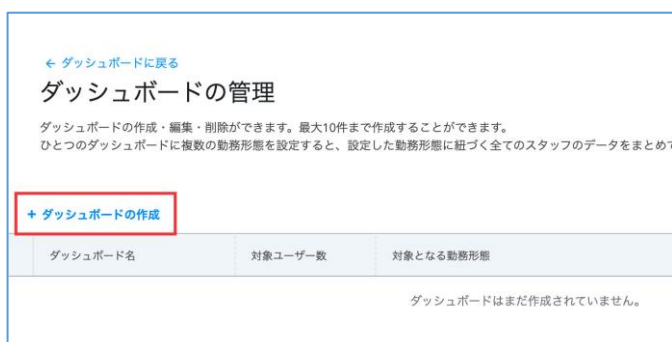 ← ダッシュボードに戻る
ダッシュボードの管理
ダッシュボードの作成・編集・削除ができます。最大10件まで作成することができます。
ひとつのダッシュボードに複数の勤務形態を設定すると、設定した勤務形態に紐づく全てのスタッフのデータをまとめて
+ ダッシュボードの作成
ダッシュボード名 対象ユーザー数 対象となる勤務形態
ダッシュボードはまだ作成されていません。